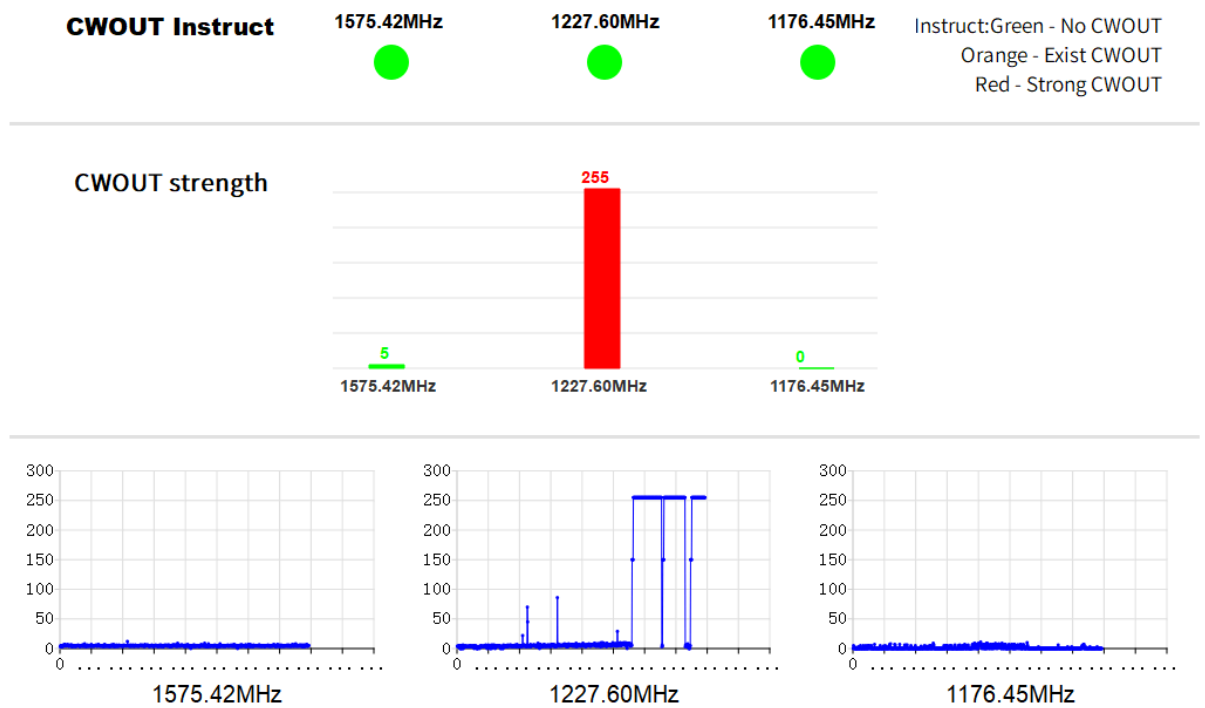 CWOUT Instruct
1575.42MHz 1227.60MHz 1176.45MHz
Instruct:Green - No CWOUT
Orange - Exist CWOUT
Red - Strong CWOUT
CWOUT strength
5 255 0
1575.42MHz 1227.60MHz 1176.45MHz
300
250
200
150
100
50
0
0
1575.42MHz
300
250
200
150
100
50
0
0
1227.60MHz
300
250
200
150
100
50
0
0
1176.45MHz